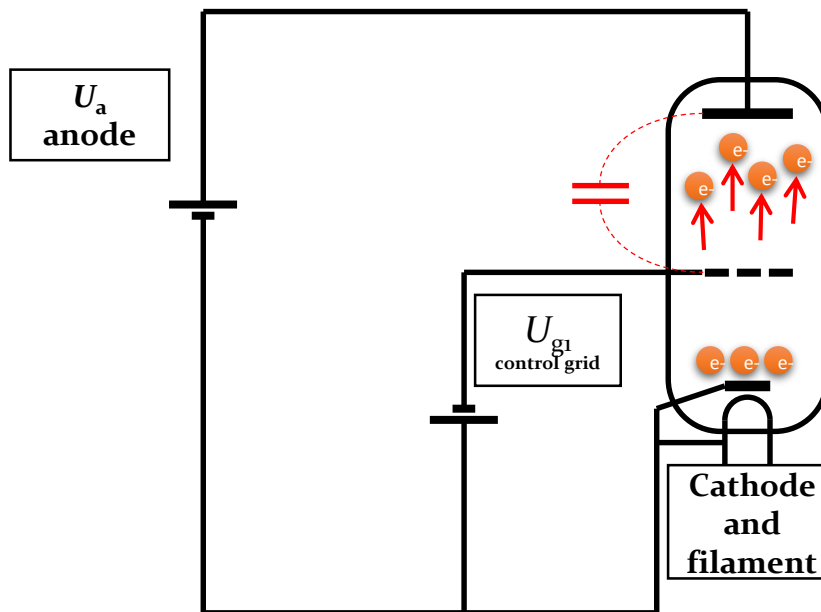 Ua
anode
e-
e-
e-
e-
Ug1
control grid
e-
e-
e-
Cathode
and
filament